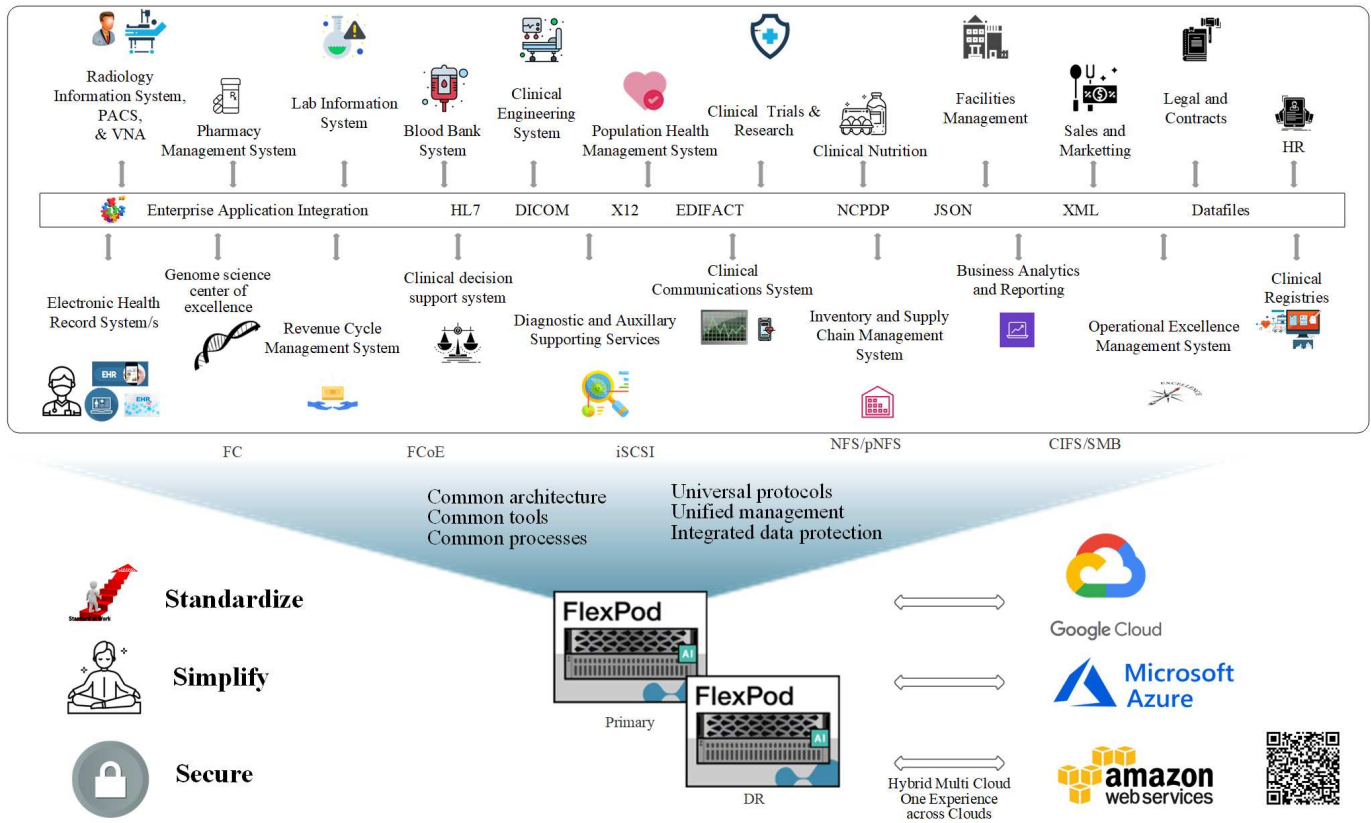 Radiology
Information System,
PACS,
& VNA
Pharmacy
Management System
Lab Information
System
Blood Bank
System
Clinical
Engineering
System
Population Health
Management System
Clinical Trials &
Research
Clinical Nutrition
Facilities
Management
Sales and
Marketting
Legal and
Contracts
HR
Enterprise Application Integration HL7 DICOM X12 EDIFACT NCPDP JSON XML Datafiles
Electronic Health
Record System/s
EHR
EHR
Genome science
center of
excellence
Revenue Cycle
Management System
Clinical decision
support system
Diagnostic and Auxillary
Supporting Services
Clinical
Communications System
Inventory and Supply
Chain Management
System
Business Analytics
and Reporting
Operational Excellence
Management System
EXCELLENCE
Clinical
Registries
FC FCoE iSCSI NFS/pNFS CIFS/SMB
Common architecture
Common tools
Common processes
Universal protocols
Unified management
Integrated data protection
Standardize
Simplify
Secure
FlexPod
AI
Primary
FlexPod
AI
DR
Google Cloud
Microsoft
Azure
amazon
web services
Hybrid Multi Cloud
One Experience
across Clouds